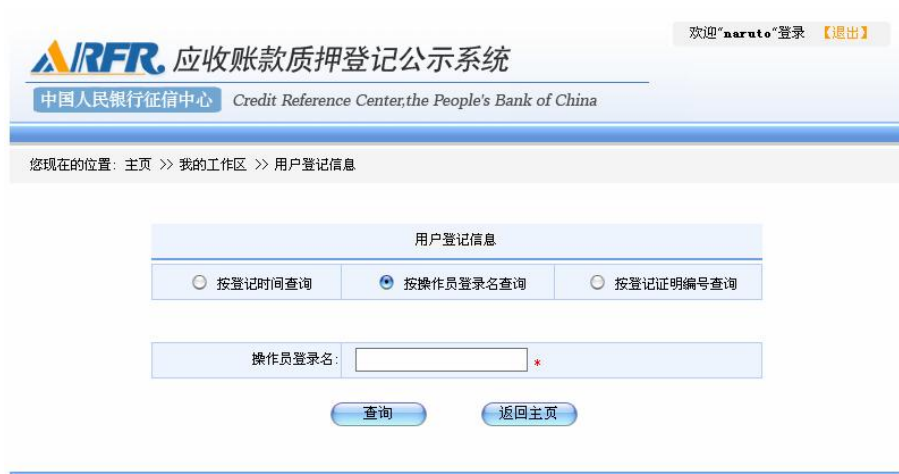 欢迎“naruto”登录 【退出】
ARFR 应收账款质押登记公示系统
中国人民银行征信中心 Credit Reference Center,the People's Bank of China
您现在的位置：主页 >> 我的工作区 >> 用户登记信息
用户登记信息
按登记时间查询 按操作员登录名查询 按登记证明编号查询
操作员登录名: *
查询 返回主页